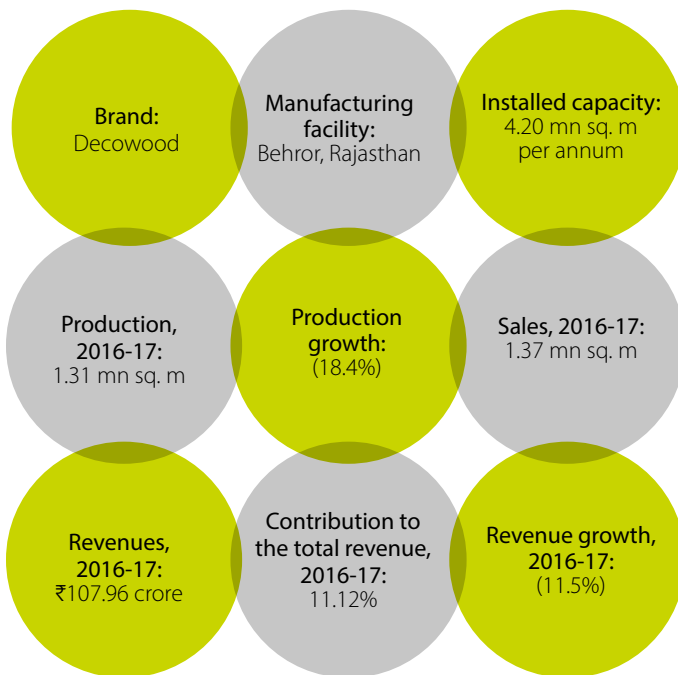 Brand:
Decowood
Manufacturing
facility:
Behror, Rajasthan
Installed capacity:
4.20 mn sq. m
per annum
Production,
2016-17:
1.31 mn sq. m
Production
growth:
(18.4%)
Sales, 2016-17:
1.37 mn sq. m
Revenues,
2016-17:
₹107.96 crore
Contribution to
the total revenue,
2016-17:
11.12%
Revenue growth,
2016-17:
(11.5%)